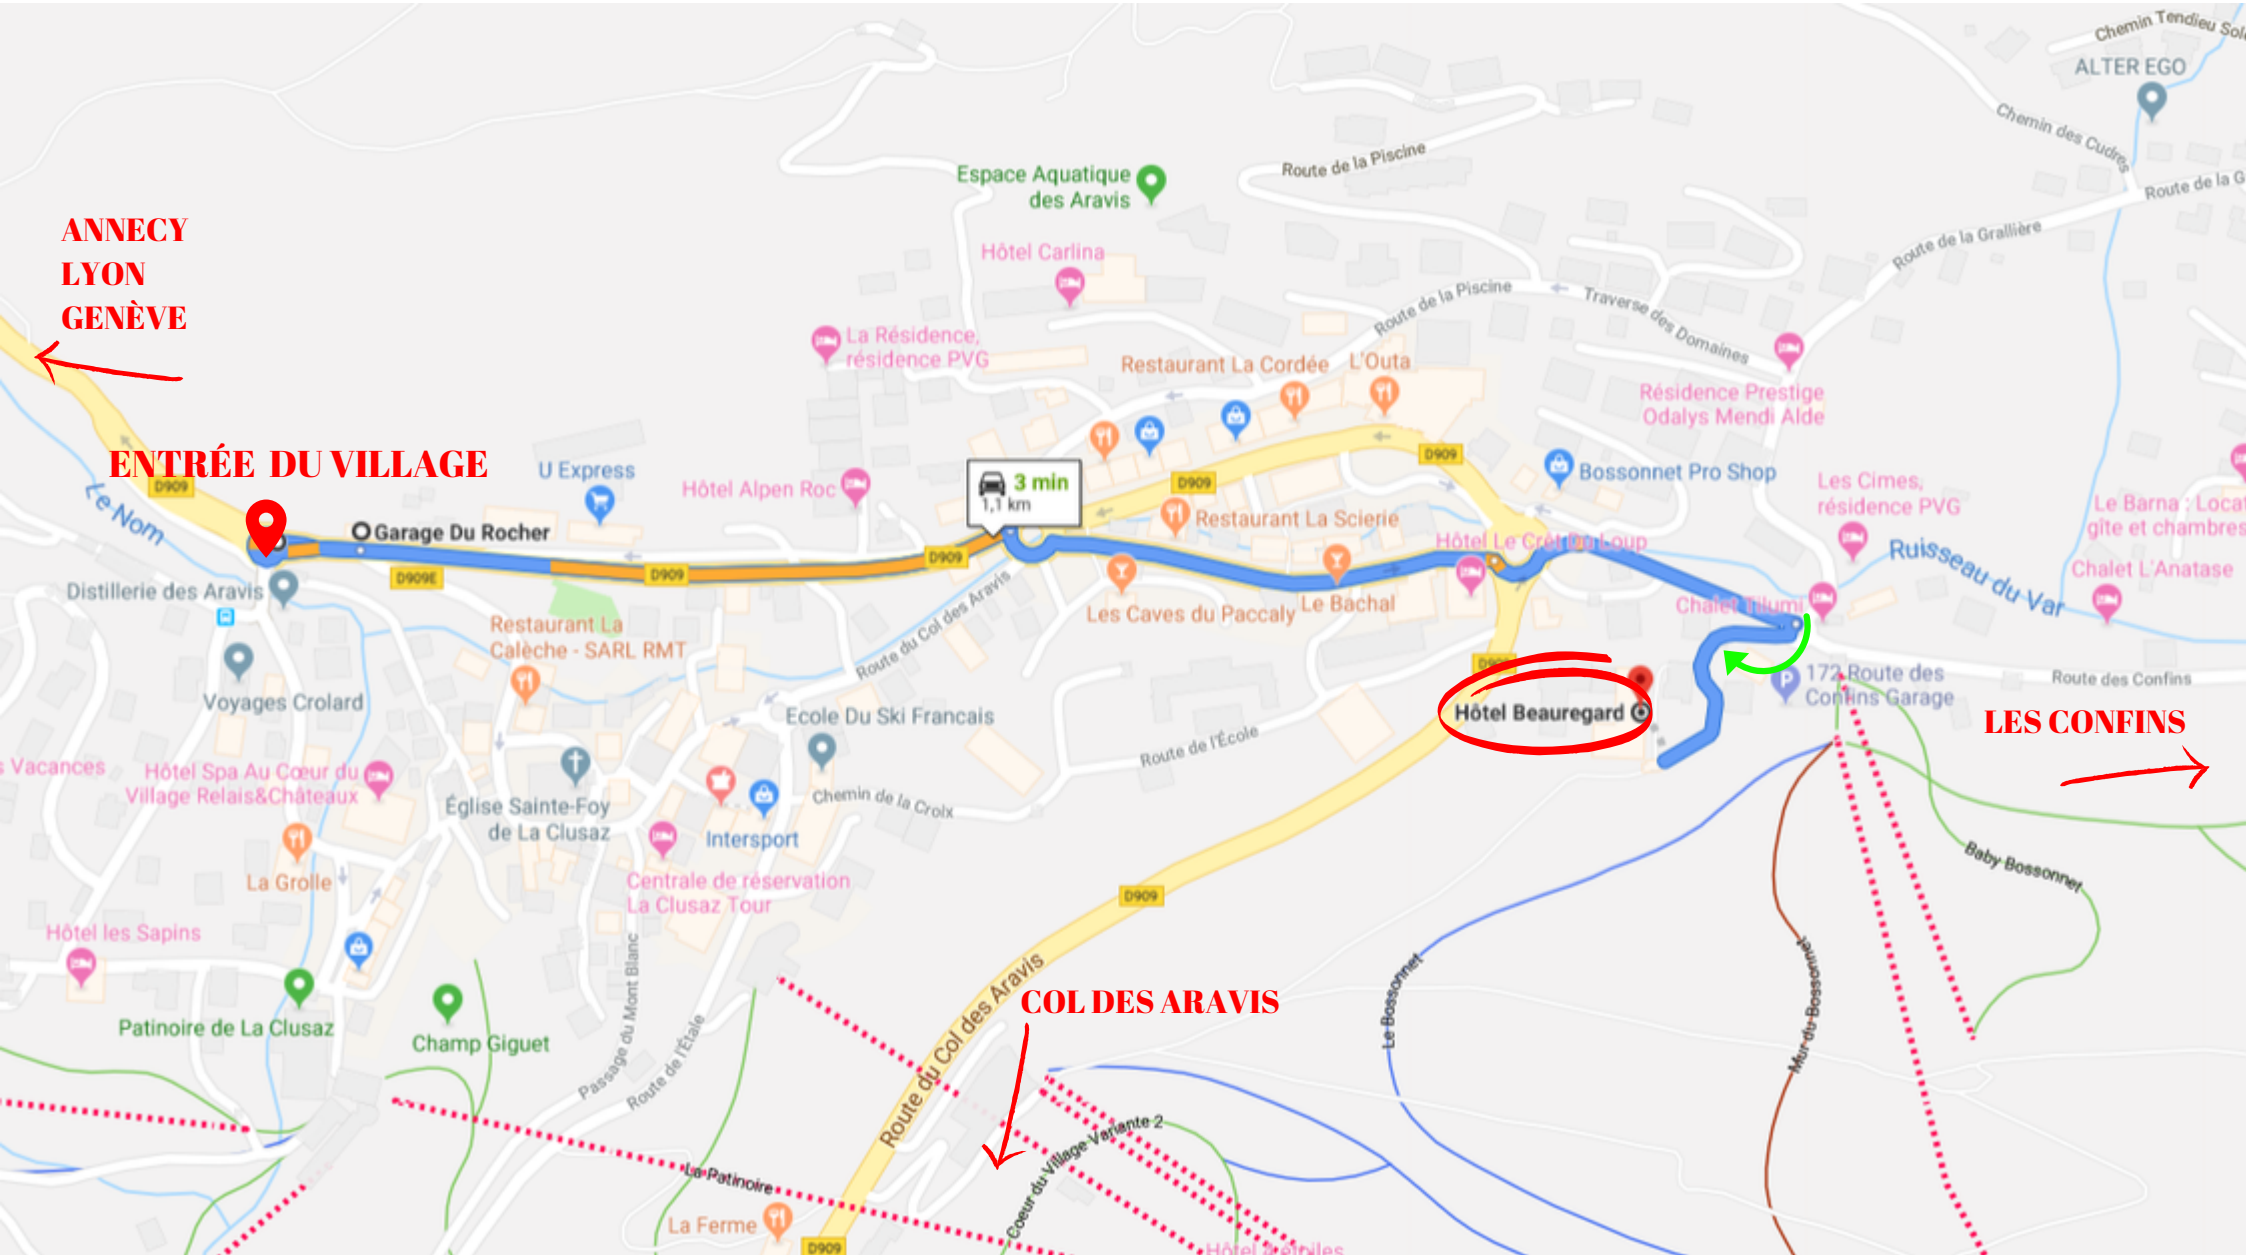 Chemin Tendieu Sole
ALTER EGO
Chemin des Cudres
Route de la G
Route de la Piscine
Espace Aquatique
des Aravis
ANNECY
LYON
GENÈVE
Hôtel Carlina
Route de la Grallière
Route de la Piscine
Traverse des Domaines
La Résidence,
résidence PVG
Restaurant La Cordée
L'Outa
Résidence Prestige
Odalys Mendi Alde
ENTRÉE DU VILLAGE
D909
Le Nom
U Express
Hôtel Alpen Roc
3 min
1,1 km
D909
D909
Bossonnet Pro Shop
Les Cimes,
résidence PVG
Le Barna : Locat
gîte et chambres
Garage Du Rocher
Restaurant La Scierie
Hôtel Le Crêt Du Loup
Ruisseau du Var
D909E
D909
D909
Distillerie des Aravis
Chalet L'Anatase
Les Caves du Paccaly
Le Bachal
Chalet Tilumi
Restaurant La
Calèche - SARL RMT
Route du Col des Aravis
D909
172 Route des
Confins Garage
Route des Confins
Voyages Crolard
Ecole Du Ski Francais
Hôtel Beauregard
LES CONFINS
Route de l'École
s Vacances
Hôtel Spa Au Cœur du
Village Relais&Châteaux
Église Sainte-Foy
de La Clusaz
Intersport
Chemin de la Croix
La Grolle
Centrale de réservation
La Clusaz Tour
D909
Baby Bossonnet
Hôtel les Sapins
Le Bossonnet
Mur du Bossonnet
Patinoire de La Clusaz
Champ Giguet
Passage du Mont Blanc
Route de l'Étale
Route du Col des Aravis
COL DES ARAVIS
La Patinoire
Coeur du Village Variante 2
La Ferme
D909
Hôtel 4 étoiles